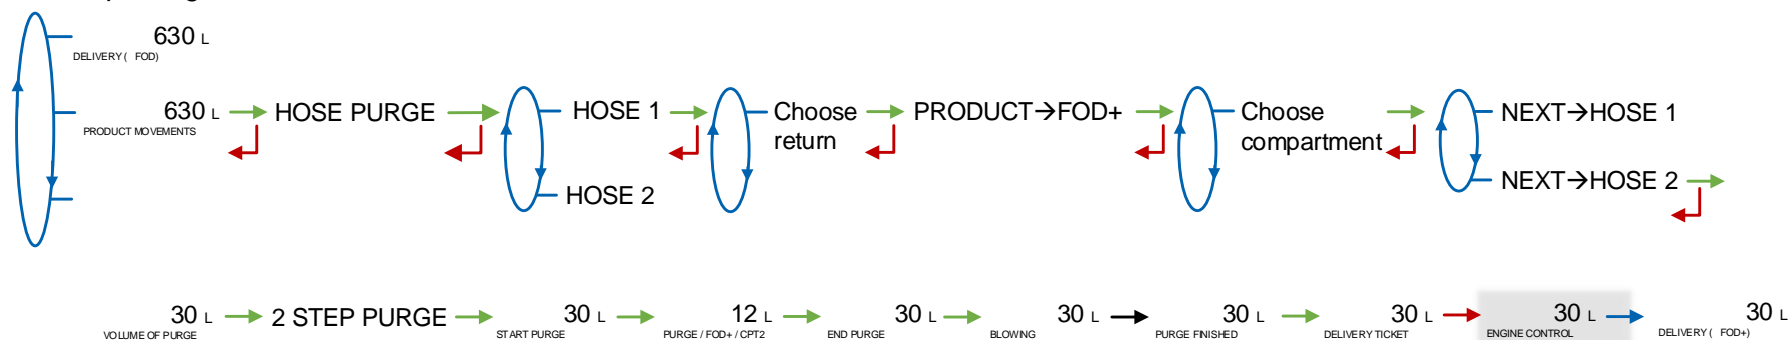 630 L
DELIVERY ( FOD)
630 L
PRODUCT MOVEMENTS
HOSE PURGE
HOSE 1
HOSE 2
Choose
return
PRODUCT→FOD+
Choose
compartment
NEXT→HOSE 1
NEXT→HOSE 2
30 L
VOLUME OF PURGE
2 STEP PURGE
30 L
START PURGE
12 L
PURGE / FOD+ / CPT2
30 L
END PURGE
30 L
BLOWING
30 L
PURGE FINISHED
30 L
DELIVERY TICKET
30 L
ENGINE CONTROL
30 L
DELIVERY ( FOD+)